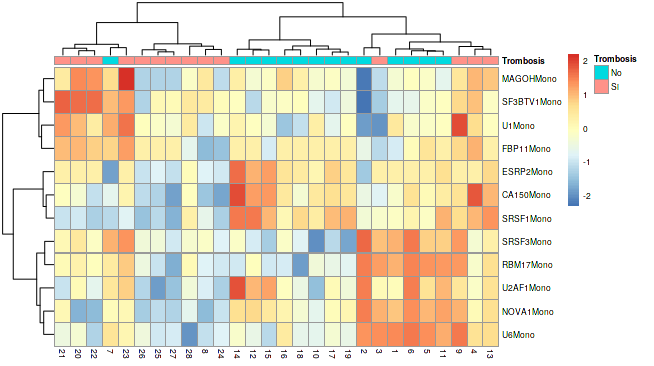 Trombosis
MAGOHMono
SF3BTV1Mono
U1Mono
FBP11Mono
ESRP2Mono
CA150Mono
SRSF1Mono
SRSF3Mono
RBM17Mono
U2AF1Mono
NOVA1Mono
U6Mono
21 20 22 7 23 26 25 27 28 8 24 14 12 15 16 18 10 17 19 2 3 1 6 5 11 9 4 13
2
1
0
-1
-2
Trombosis
No
SI